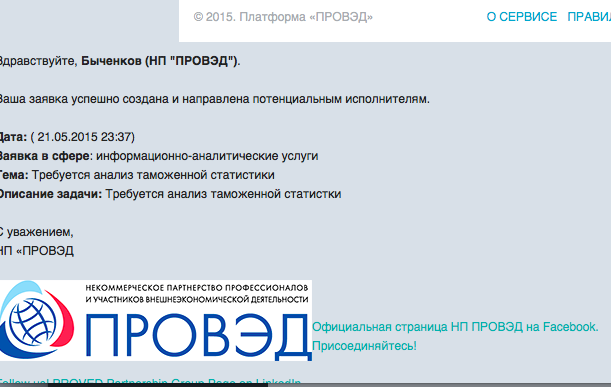 © 2015. Платформа «ПРОВЭД»
О СЕРВИСЕ ПРАВИЛ
Здравствуйте, Быченков (НП "ПРОВЭД").
Ваша заявка успешно создана и направлена потенциальным исполнителям.
Дата: ( 21.05.2015 23:37)
Заявка в сфере: информационно-аналитические услуги
Тема: Требуется анализ таможенной статистики
Описание задачи: Требуется анализ таможенной статистки
С уважением,
НП «ПРОВЭД
НЕКОММЕРЧЕСКОЕ ПАРТНЕРСТВО ПРОФЕССИОНАЛОВ
И УЧАСТНИКОВ ВНЕШНЕЭКОНОМИЧЕСКОЙ ДЕЯТЕЛЬНОСТИ
ПРОВЭД
Официальная страница НП ПРОВЭД на Facebook.
Присоединяйтесь!
Follow us! PROVED Partnership Group Page on LinkedIn